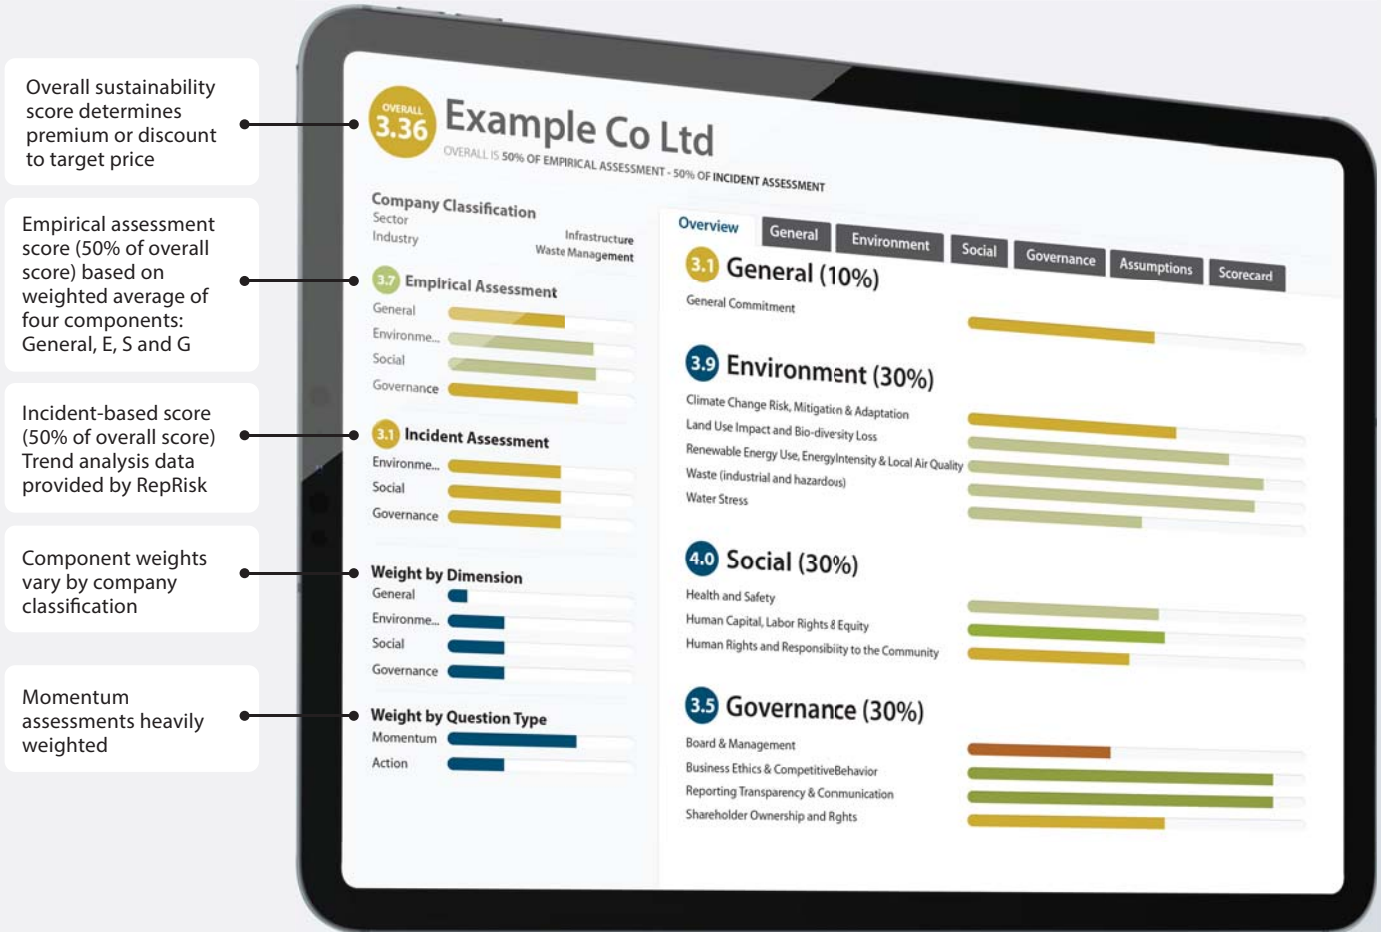 Overall sustainability
score determines
premium or discount
to target price
Empirical assessment
score (50% of overall
score) based on
weighted average of
four components:
General, E, S and G
Incident-based score
(50% of overall score)
Trend analysis data
provided by RepRisk
Component weights
vary by company
classification
Momentum
assessments heavily
weighted
OVERALL
3.36
Example Co Ltd
OVERALL IS 50% OF EMPIRICAL ASSESSMENT - 50% OF INCIDENT ASSESSMENT
Company Classification
Sector Infrastructure
Industry Waste Management
3.7 Empirical Assessment
General
Environme...
Social
Governance
3.1 Incident Assessment
Environme...
Social
Governance
Weight by Dimension
General
Environme...
Social
Governance
Weight by Question Type
Momentum
Action
Overview General Environment Social Governance Assumptions Scorecard
3.1 General (10%)
General Commitment
3.9 Environment (30%)
Climate Change Risk, Mitigation & Adaptation
Land Use Impact and Bio-diversity Loss
Renewable Energy Use, EnergyIntensity & Local Air Quality
Waste (industrial and hazardous)
Water Stress
4.0 Social (30%)
Health and Safety
Human Capital, Labor Rights & Equity
Human Rights and Responsibility to the Community
3.5 Governance (30%)
Board & Management
Business Ethics & CompetitiveBehavior
Reporting Transparency & Communication
Shareholder Ownership and Rights